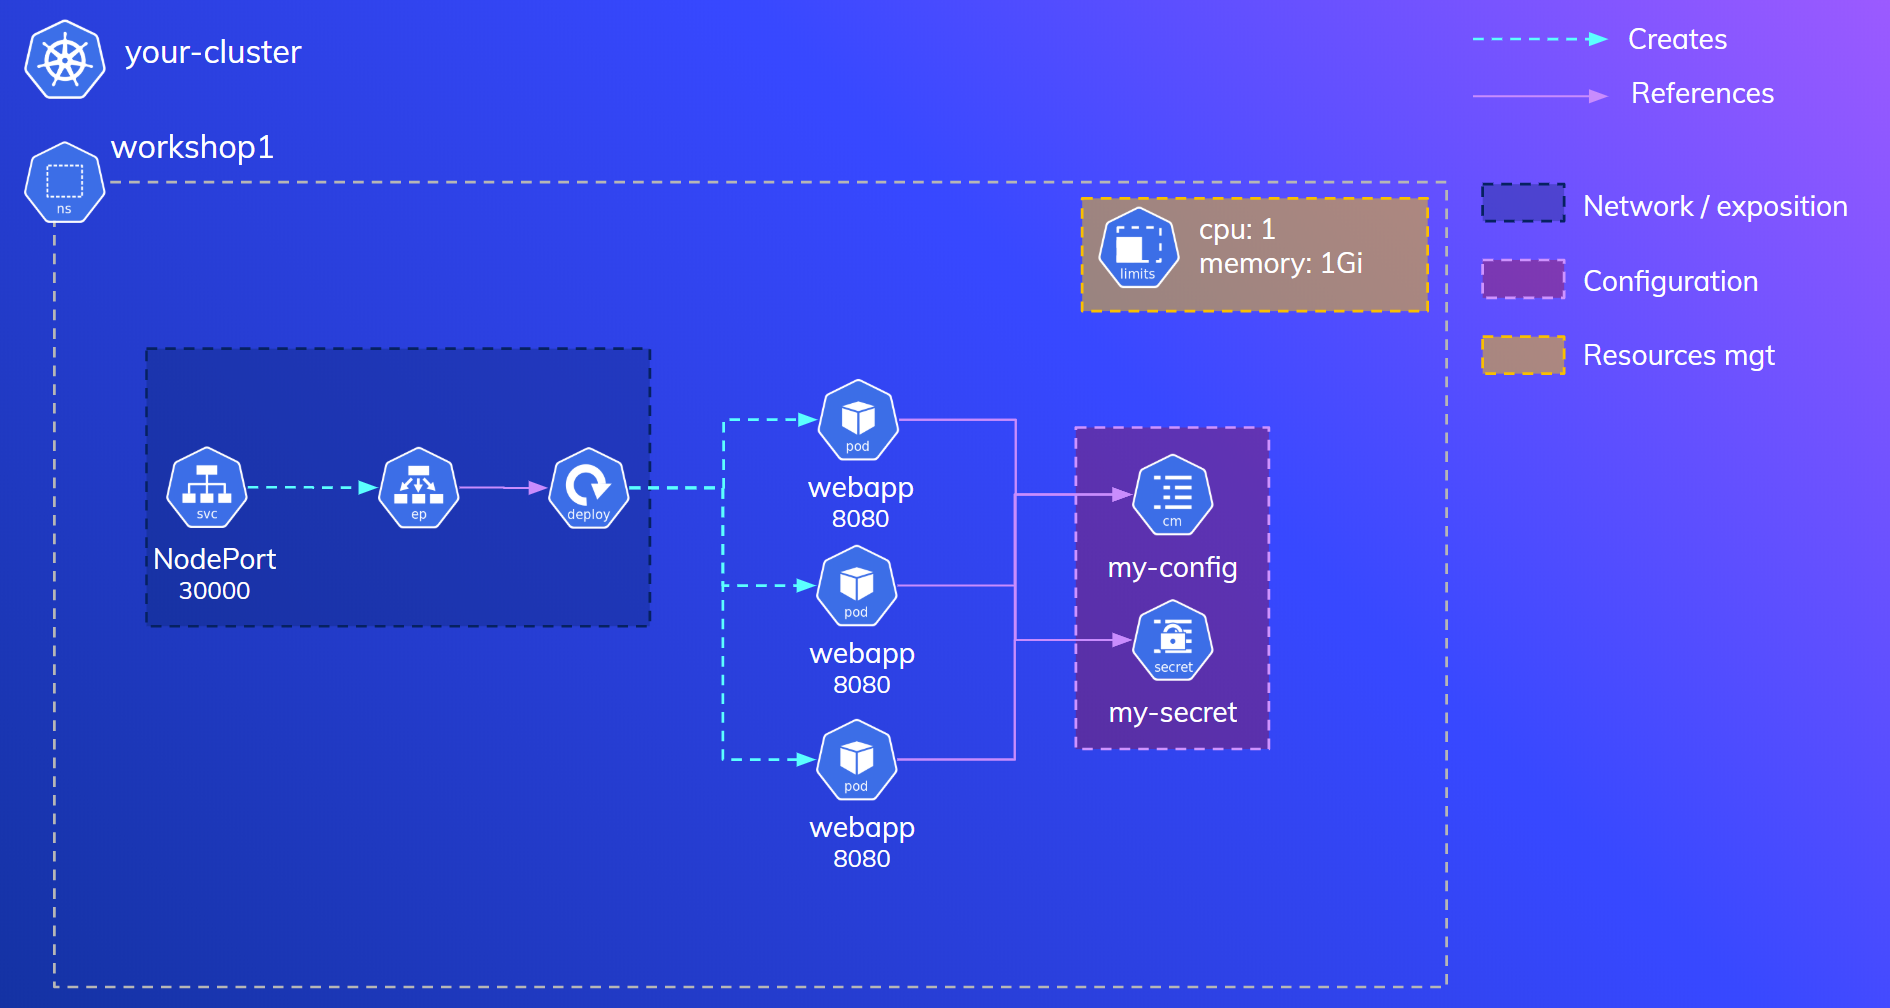 your-cluster
Creates
References
workshop1
ns
cpu: 1
memory: 1Gi
limits
Network / exposition
Configuration
Resources mgt
svc
NodePort
30000
ep
deploy
pod
webapp
8080
pod
webapp
8080
pod
webapp
8080
cm
my-config
secret
my-secret